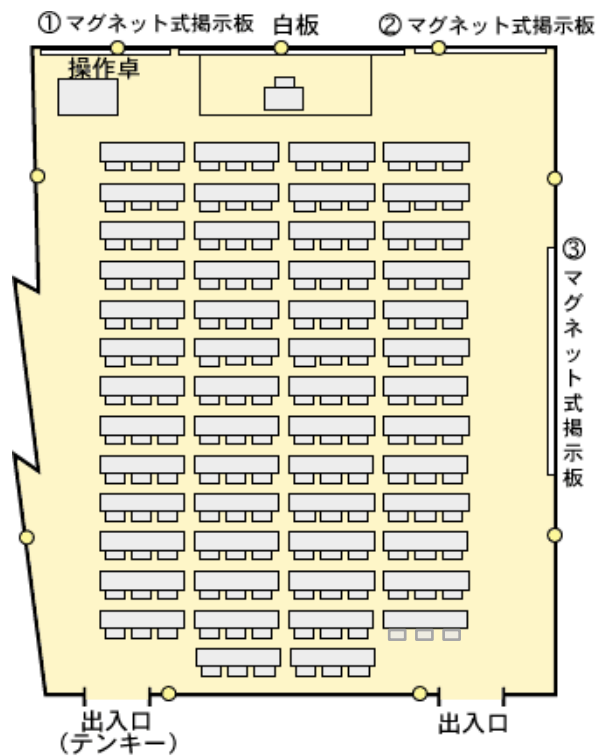 ①マグネット式掲示板
白板
②マグネット式掲示板
操作卓
③マグネット式掲示板
出入口
(テンキー)
出入口